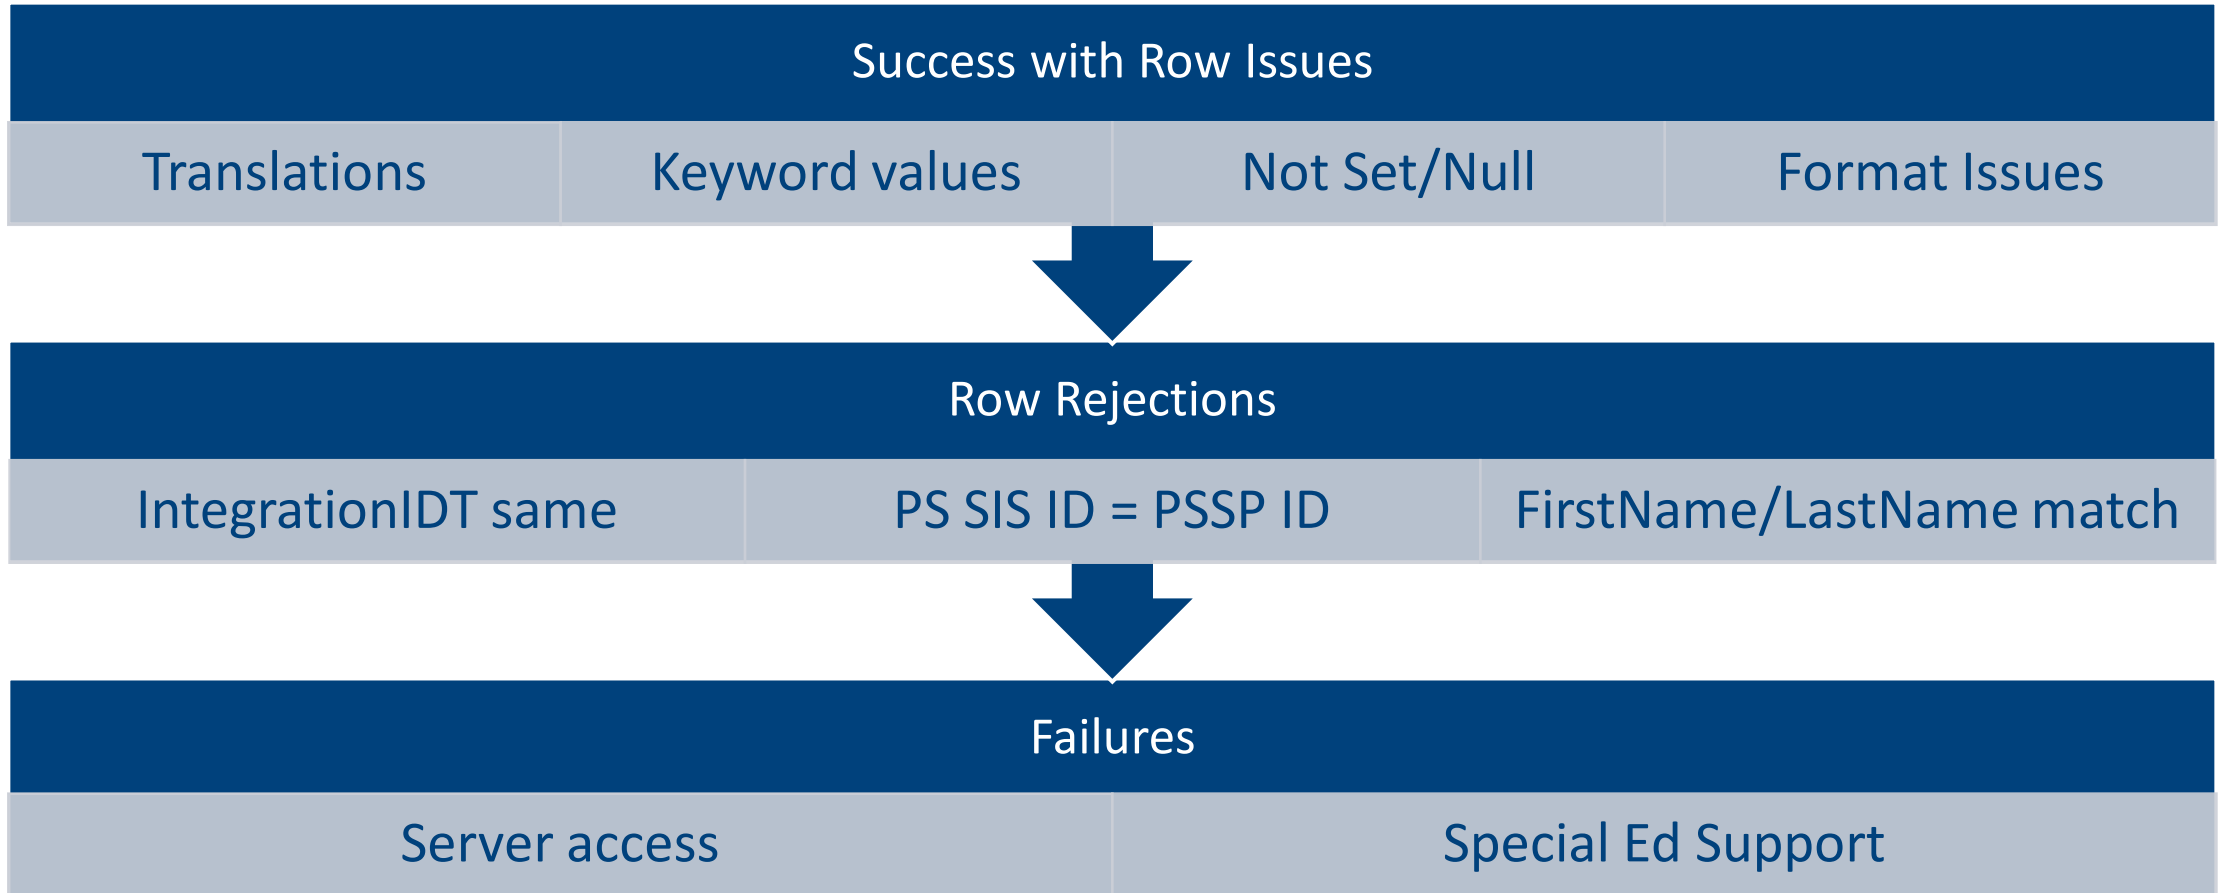 Success with Row Issues
Translations
Keyword values
Not Set/Null
Format Issues
Row Rejections
IntegrationIDT same
PS SIS ID = PSSP ID
FirstName/LastName match
Failures
Server access
Special Ed Support